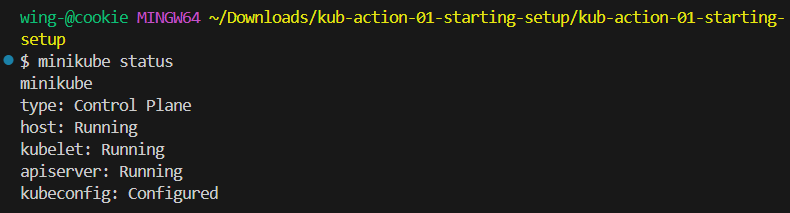 wing-@cookie MINGW64 ~/Downloads/kub-action-01-starting-setup/kub-action-01-starting-
setup
$ minikube status
minikube
type: Control Plane
host: Running
kubelet: Running
apiserver: Running
kubeconfig: Configured